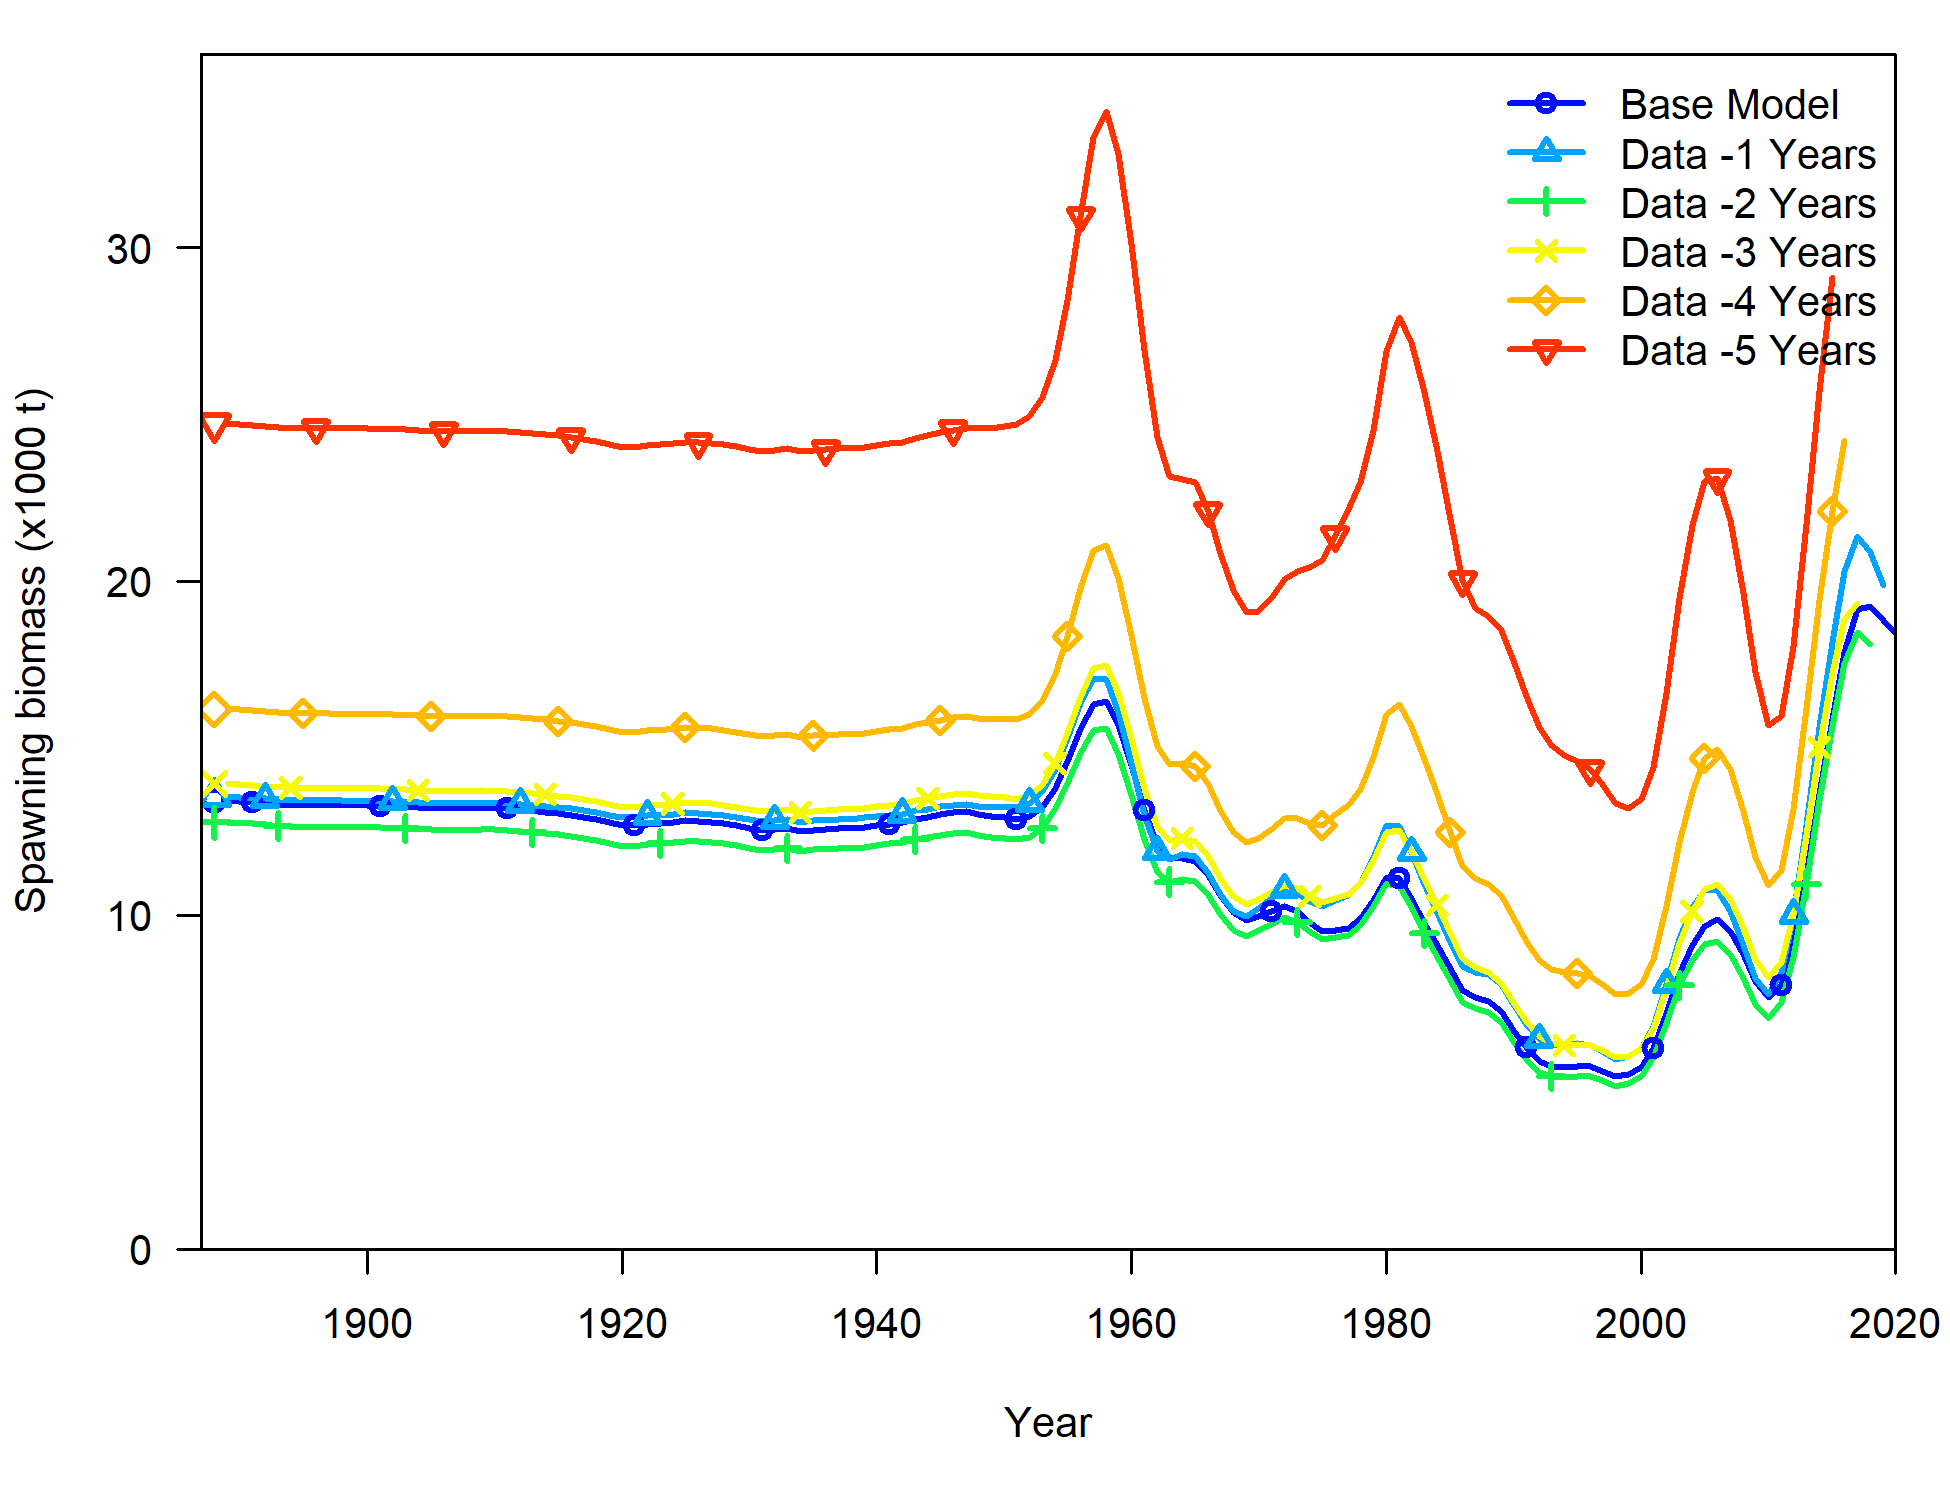 Base Model
Data -1 Years
Data -2 Years
Data -3 Years
Data -4 Years
Data -5 Years
Spawning biomass (x1000 t)
30
20
10
0
1900 1920 1940 1960 1980 2000 2020
Year